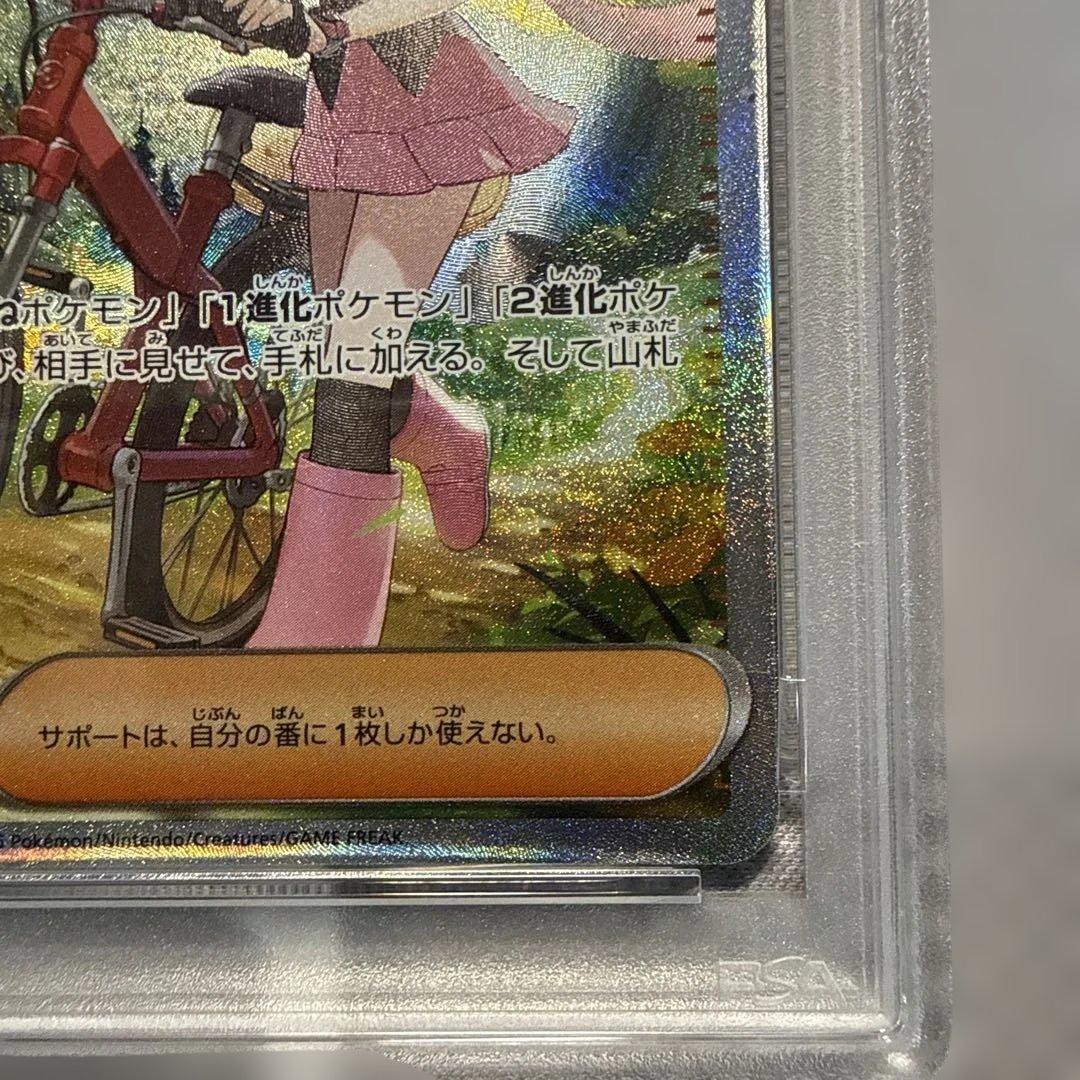 ねポケモン」「1進化ポケモン」「2進化ポケ
び、相手に見せて、手札に加える。そして山札
サポートは、自分の番に1枚しか使えない。
Pokémon/Nintendo/Creatures/GAME FREAK